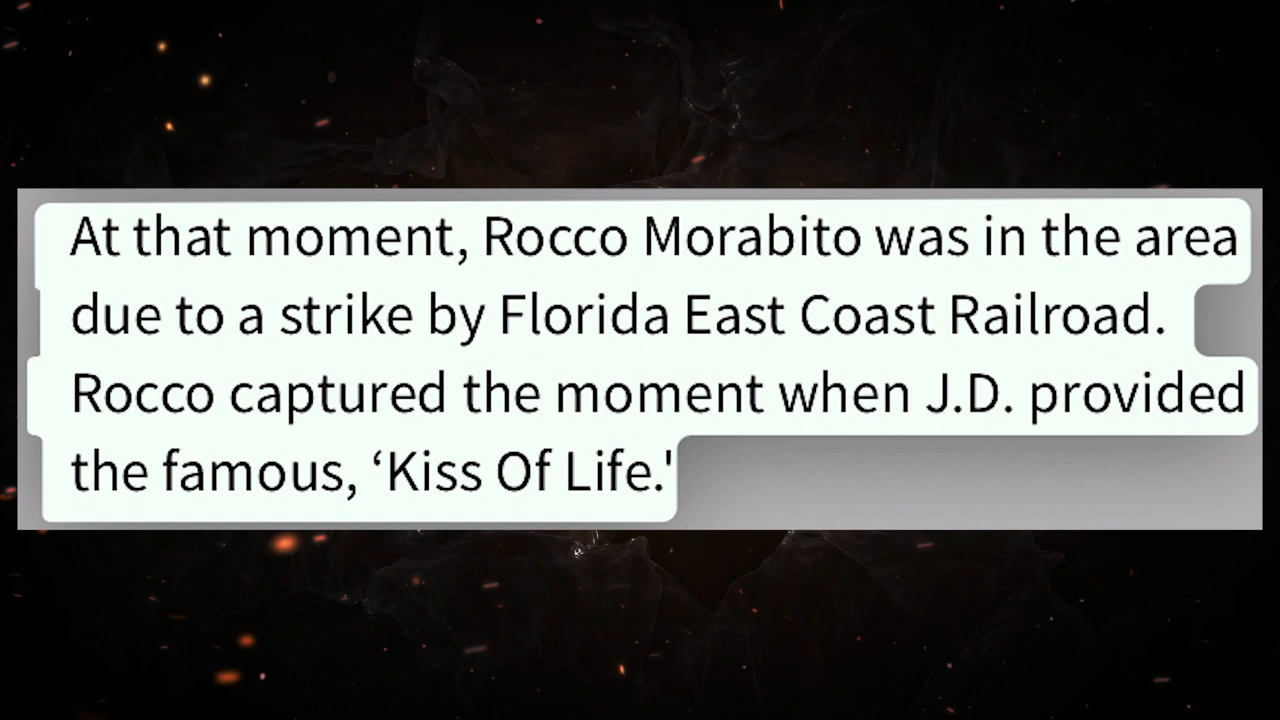 At that moment, Rocco Morabito was in the area
due to a strike by Florida East Coast Railroad.
Rocco captured the moment when J.D. provided
the famous, ‘Kiss Of Life.'